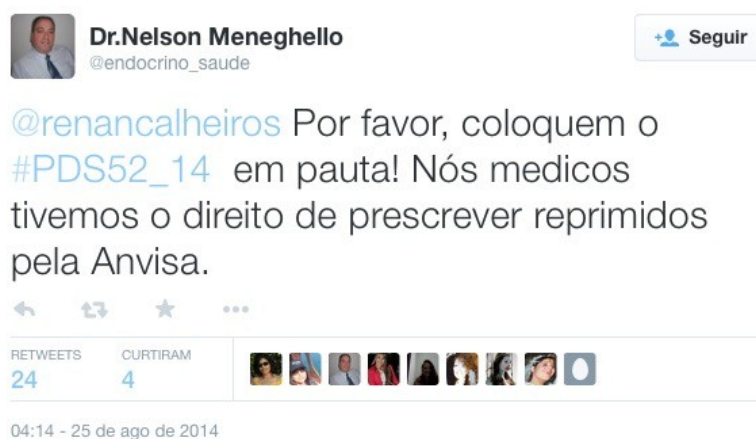 Dr.Nelson Meneghello
@endocrino_saude
Seguir
@renancalheiros Por favor, coloquem o
#PDS52_14 em pauta! Nós medicos
tivemos o direito de prescrever reprimidos
pela Anvisa.
RETWEETS CURTIRAM
24 4
04:14 - 25 de ago de 2014